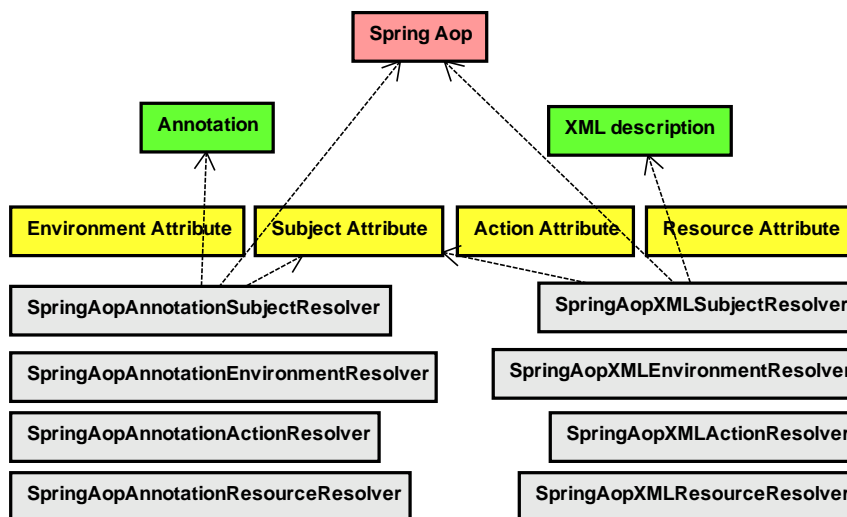 Spring Aop
Annotation
XML description
Environment Attribute
Subject Attribute
Action Attribute
Resource Attribute
SpringAopAnnotationSubjectResolver
SpringAopXMLSubjectResolver
SpringAopAnnotationEnvironmentResolver
SpringAopXMLEnvironmentResolver
SpringAopAnnotationActionResolver
SpringAopXMLActionResolver
SpringAopAnnotationResourceResolver
SpringAopXMLResourceResolver